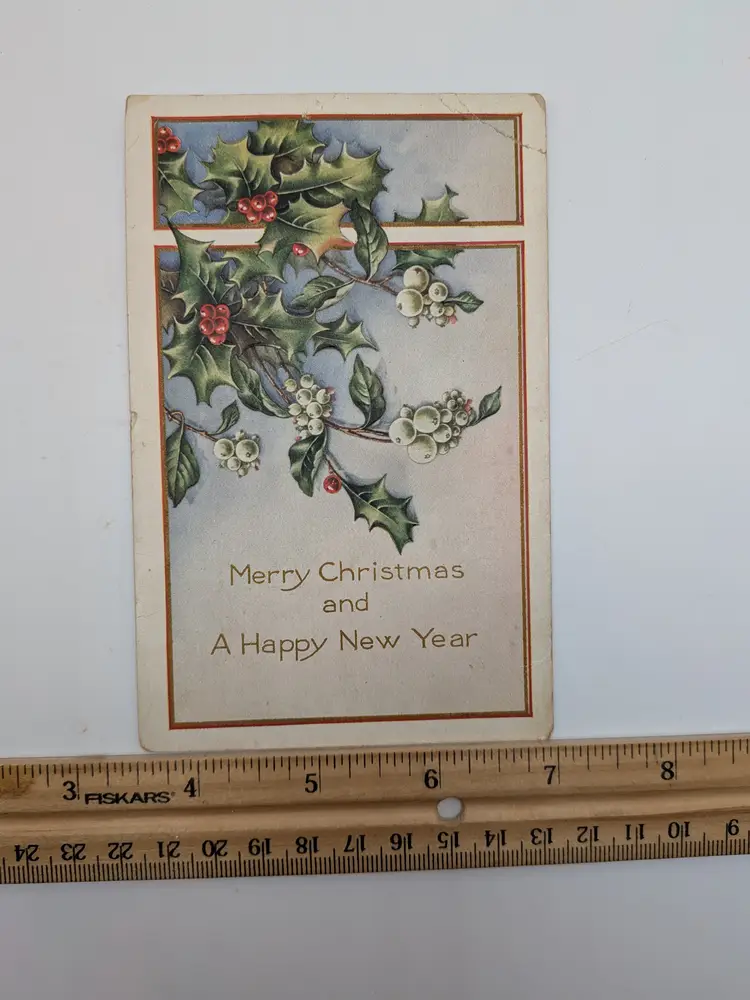 Merry Christmas
and
A Happy New Year
3 FISKARS 4 5 6 7 8
24 23 22 21 20 19 18 17 16 15 14 13 12 11 10 9